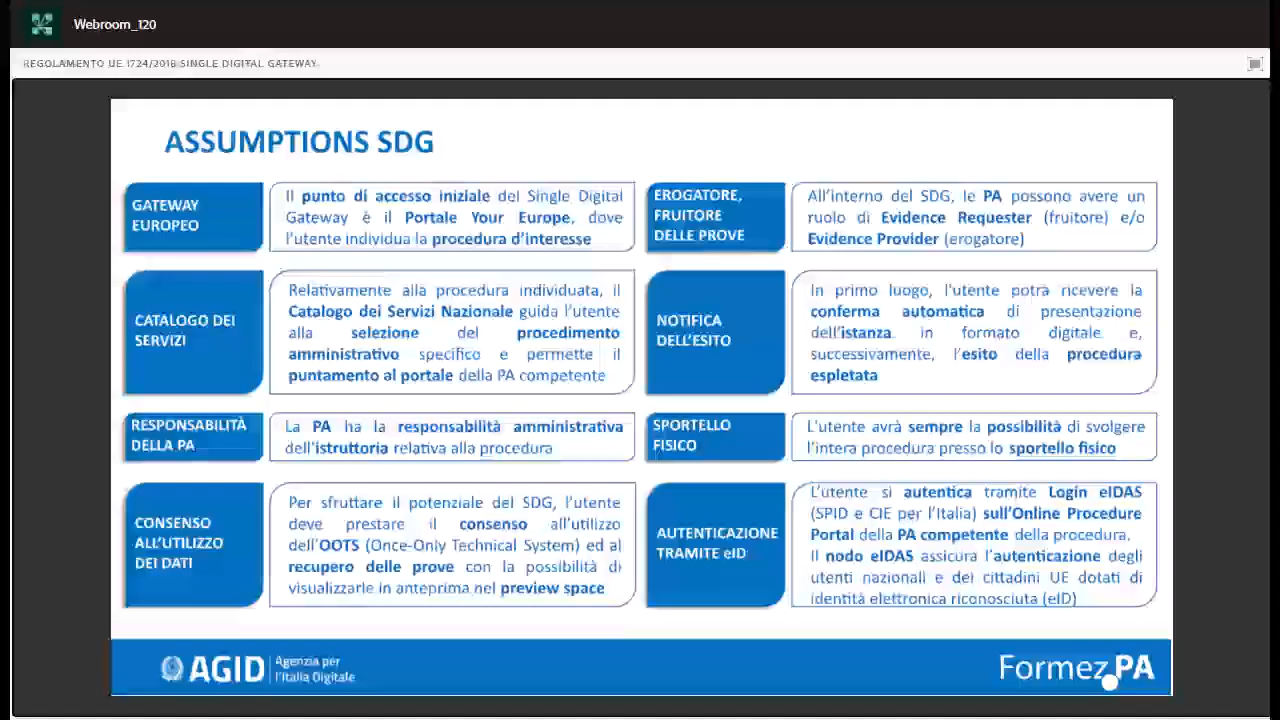 Webroom_120
REGOLAMENTO UE 1724/2018 SINGLE DIGITAL GATEWAY
ASSUMPTIONS SDG
GATEWAY
EUROPEO
Il punto di accesso iniziale del Single Digital
Gateway è il Portale Your Europe, dove
l'utente individua la procedura d'interesse
EROGATORE,
FRUITORE
DELLE PROVE
All'interno del SDG, le PA possono avere un
ruolo di Evidence Requester (fruitore) e/o
Evidence Provider (erogatore)
CATALOGO DEI
SERVIZI
Relativamente alla procedura individuata, il
Catalogo dei Servizi Nazionale guida l'utente
alla selezione del procedimento
amministrativo specifico e permette il
puntamento al portale della PA competente
NOTIFICA
DELL'ESITO
In primo luogo, l'utente potrà ricevere la
conferma automatica di presentazione
dell'istanza in formato digitale e,
successivamente, l'esito della procedura
espletata
RESPONSABILITÀ
DELLA PA
La PA ha la responsabilità amministrativa
dell'istruttoria relativa alla procedura
SPORTELLO
FISICO
L'utente avrà sempre la possibilità di svolgere
l'intera procedura presso lo sportello fisico
CONSENSO
ALL'UTILIZZO
DEI DATI
Per sfruttare il potenziale del SDG, l'utente
deve prestare il consenso all'utilizzo
dell'OOTS (Once-Only Technical System) ed al
recupero delle prove con la possibilità di
visualizzarle in anteprima nel preview space
AUTENTICAZIONE
TRAMITE eID
L'utente si autentica tramite Login eIDAS
(SPID e CIE per l'Italia) sull'Online Procedure
Portal della PA competente della procedura.
Il nodo eIDAS assicura l'autenticazione degli
utenti nazionali e dei cittadini UE dotati di
identità elettronica riconosciuta (eID)
AGID
Agenzia per
l'Italia Digitale
Formez PA